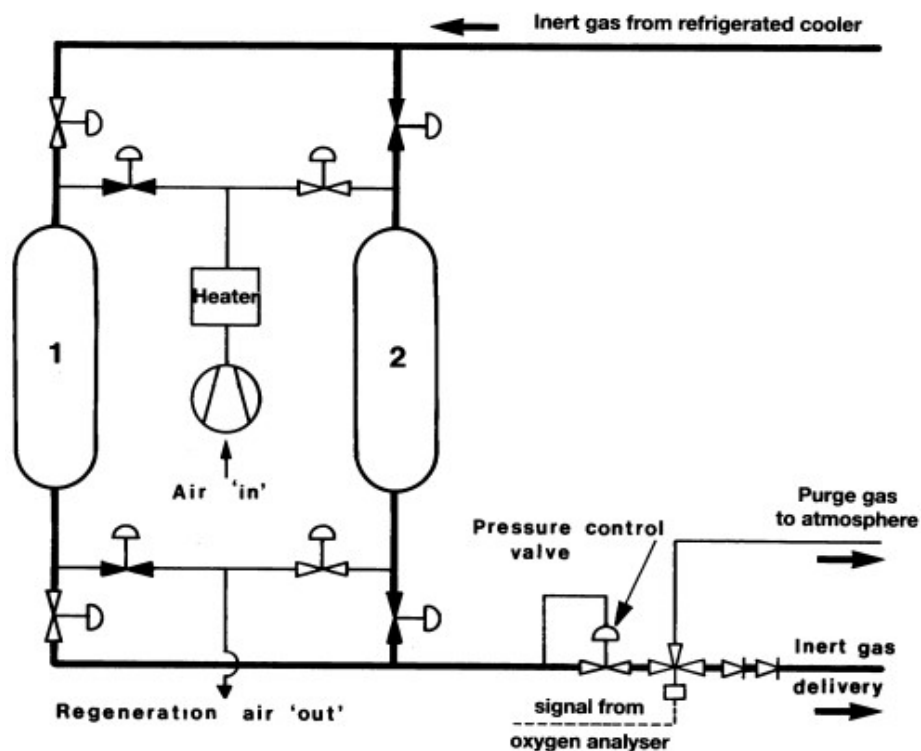 Inert gas from refrigerated cooler
Heater
1
2
Air 'in'
Pressure control
valve
Purge gas
to atmosphere
Inert gas
delivery
Regeneration air 'out'
signal from
oxygen analyser